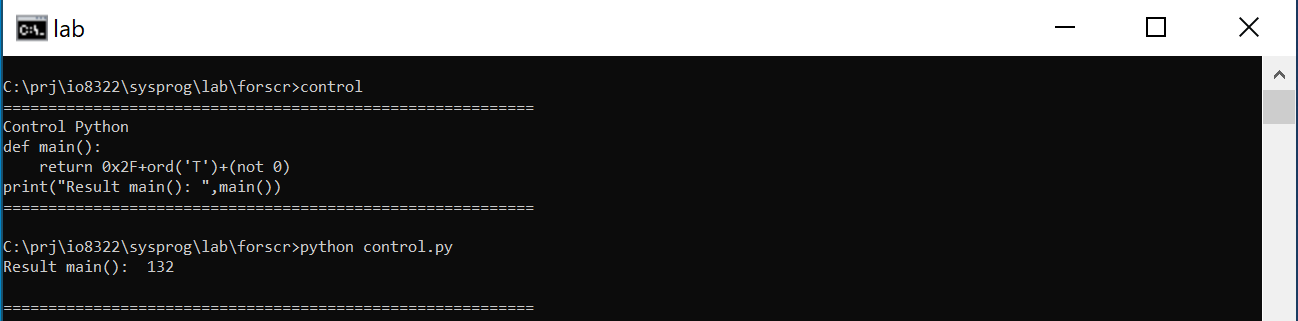 lab
C:\prj\io8322\sysprog\lab\forscr>control
===========================================================
Control Python
def main():
    return 0x2F+ord('T')+(not 0)
print("Result main(): ",main())
===========================================================
C:\prj\io8322\sysprog\lab\forscr>python control.py
Result main():  132
===========================================================